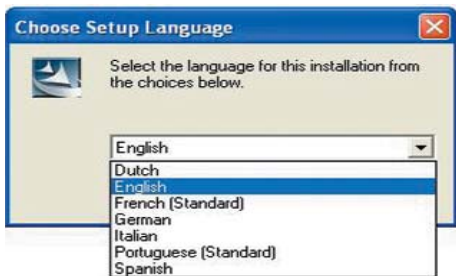 Choose Setup Language
Select the language for this installation from
the choices below.
English
Dutch
English
French (Standard)
German
Italian
Portuguese (Standard)
Spanish